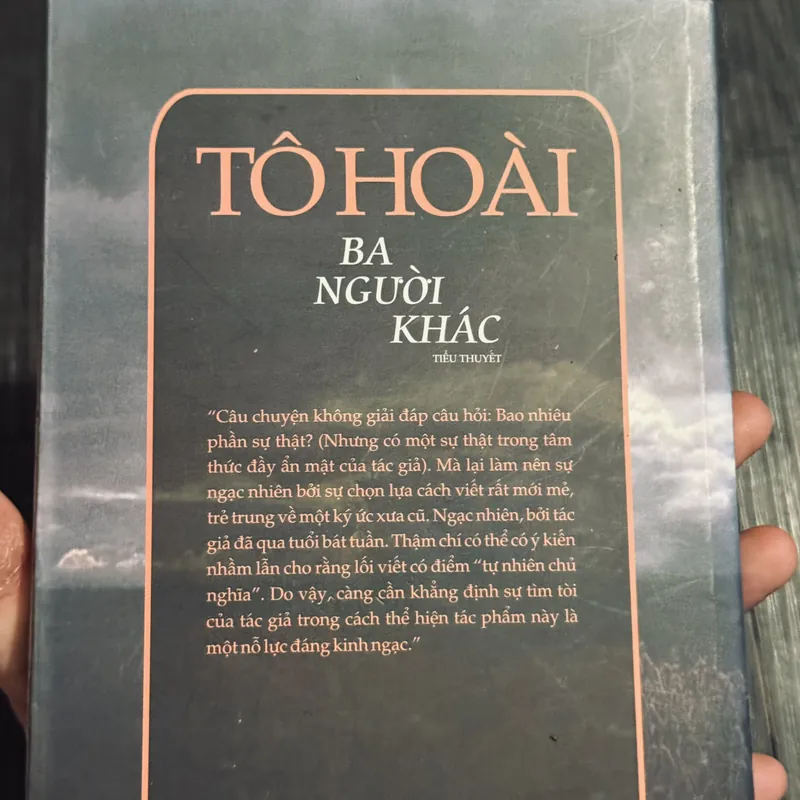 TÔ HOÀI
BA
NGƯỜI
KHÁC
TIỂU THUYẾT
“Câu chuyện không giải đáp câu hỏi: Bao nhiêu
phần sự thật? (Nhưng có một sự thật trong tâm
thức đầy ẩn mật của tác giả). Mà lại làm nên sự
ngạc nhiên bởi sự chọn lựa cách viết rất mới mẻ,
trẻ trung về một ký ức xưa cũ. Ngạc nhiên, bởi tác
giả đã qua tuổi bát tuần. Thậm chí có thể có ý kiến
nhầm lẫn cho rằng lối viết có điểm “tự nhiên chủ
nghĩa”. Do vậy, càng cần khẳng định sự tìm tòi
của tác giả trong cách thể hiện tác phẩm này là
một nỗ lực đáng kinh ngạc.”